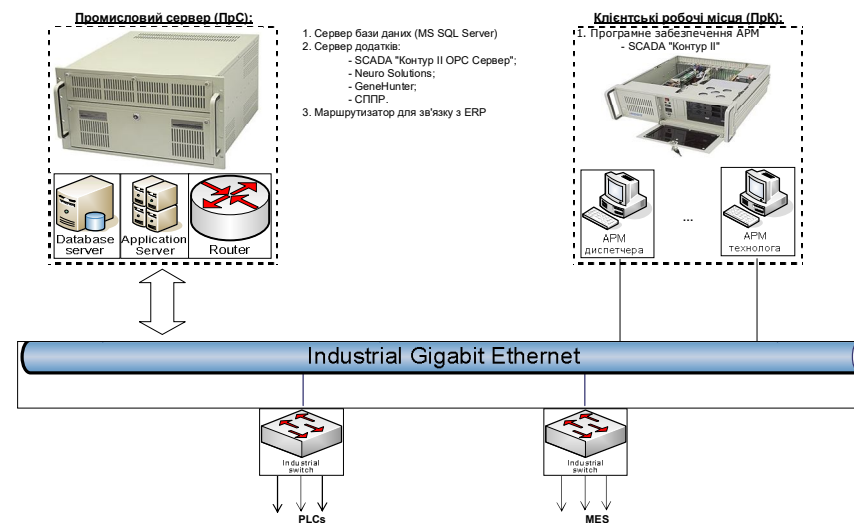 Промисловий сервер (ПрС):
1. Сервер бази даних (MS SQL Server)
2. Сервер додатків:
- SCADA "Контур II OPC Сервер";
- Neuro Solutions;
- GeneHunter;
- СППР.
3. Маршрутизатор для зв'язку з ERP
Database
server
Application
Server
Router
Клієнтські робочі місця (ПрК):
1. Програмне забезпечення АРМ
- SCADA "Контур II"
АРМ
диспетчера
...
АРМ
технолога
Industrial Gigabit Ethernet
Industrial
switch
PLCs
Industrial
switch
MES